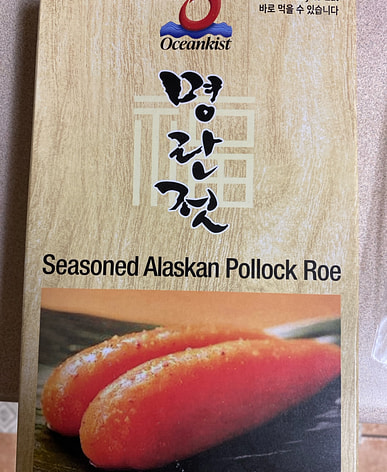 바로 먹을 수 있습니다
Oceankist
명
란
젓
福
Seasoned Alaskan Pollock Roe